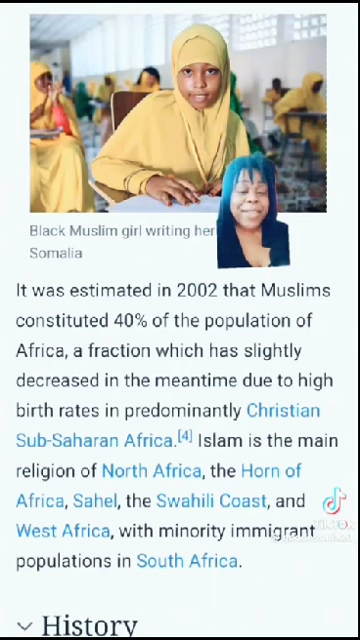 Black Muslim girl writing her
Somalia
It was estimated in 2002 that Muslims
constituted 40% of the population of
Africa, a fraction which has slightly
decreased in the meantime due to high
birth rates in predominantly Christian
Sub-Saharan Africa.[4] Islam is the main
religion of North Africa, the Horn of
Africa, Sahel, the Swahili Coast, and
West Africa, with minority immigrant
populations in South Africa.
TikTok
History